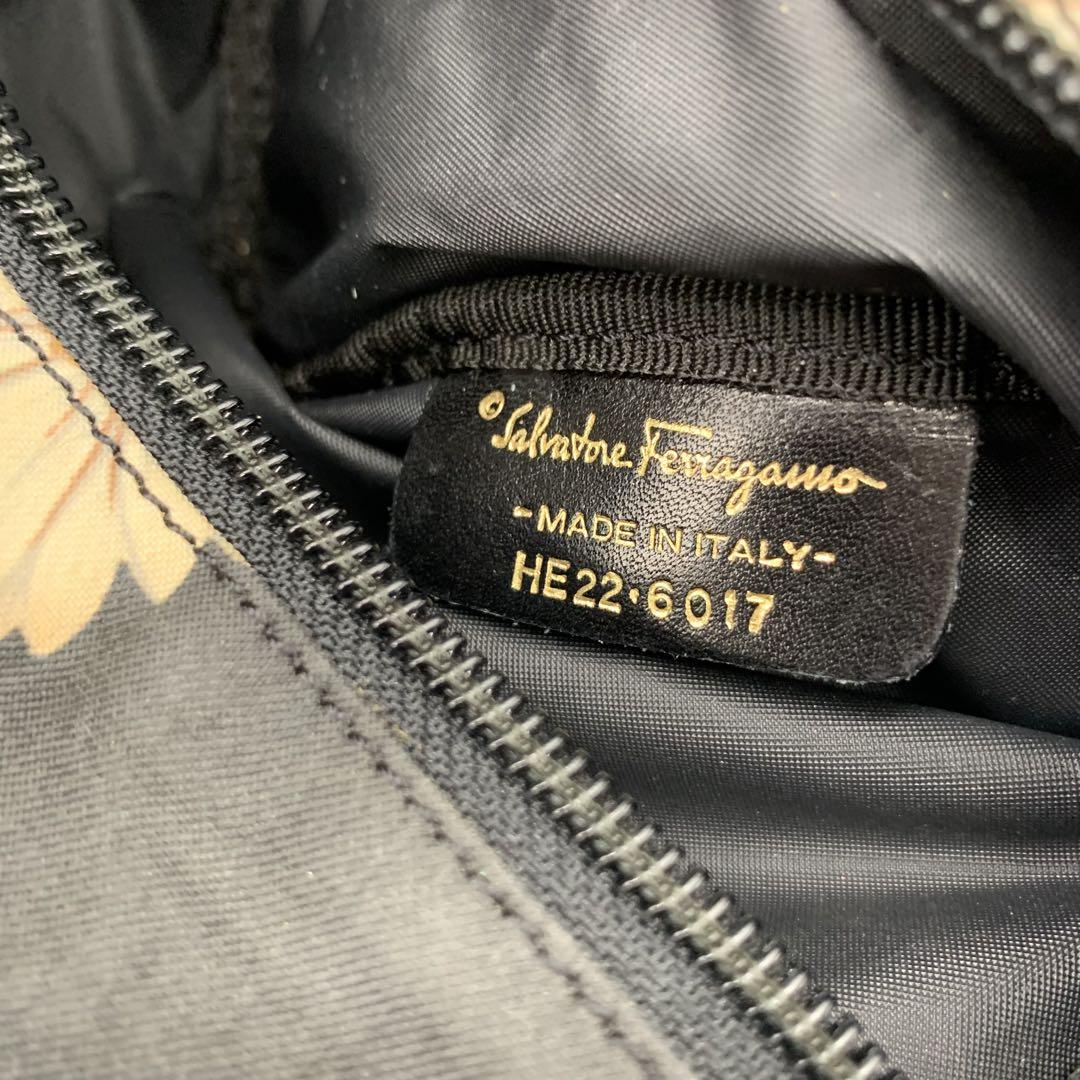 © Salvatore Ferragamo
-MADE IN ITALY-
HE22·6017